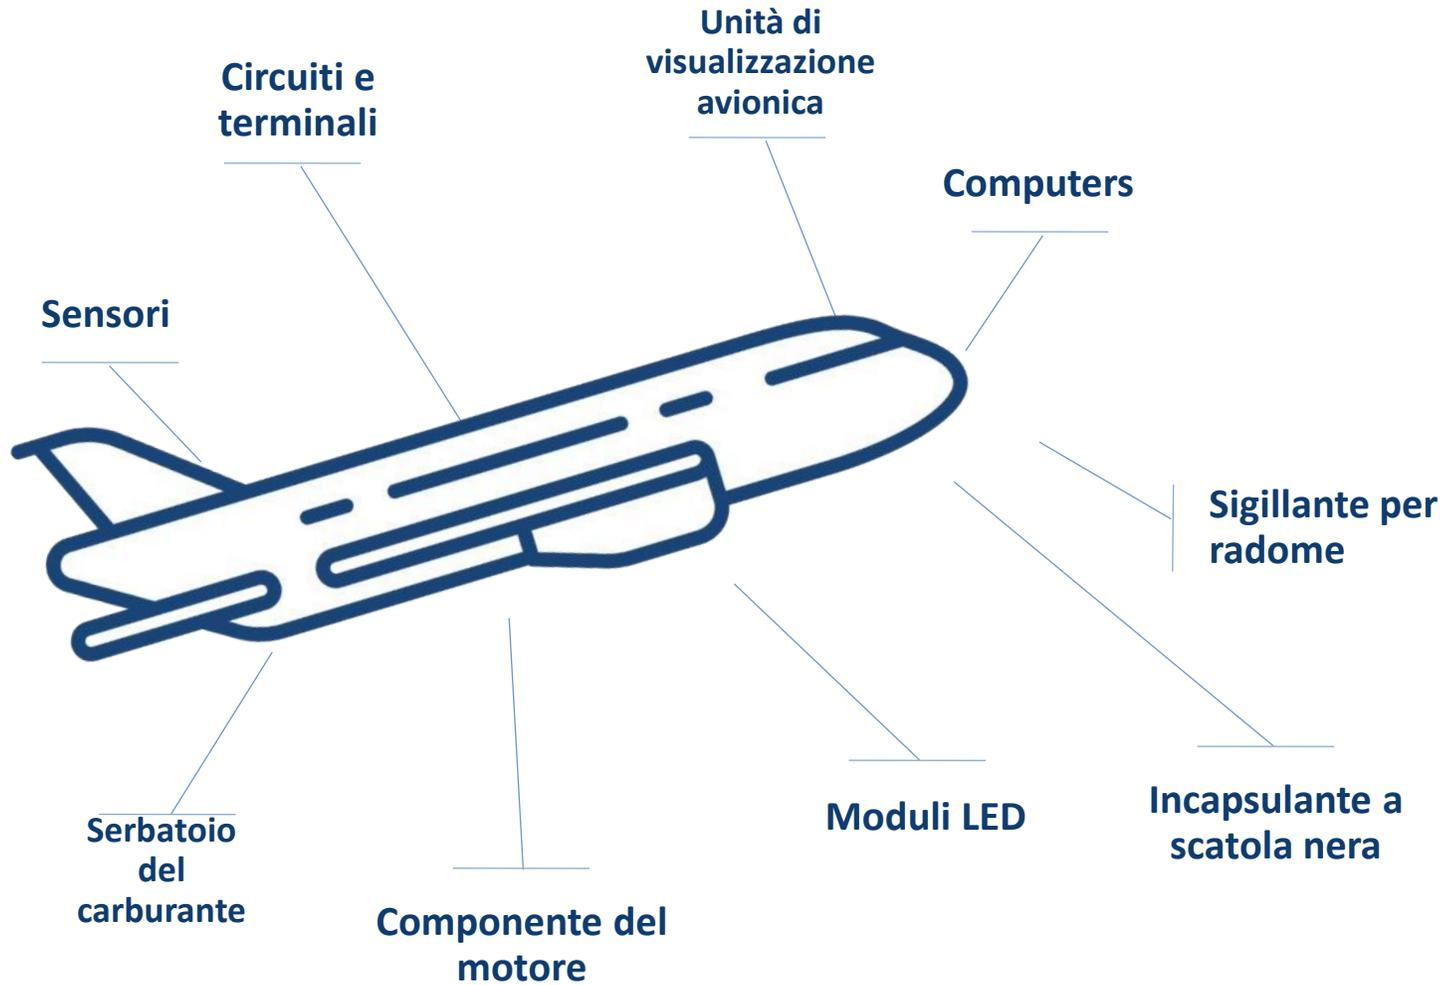 Unità di
visualizzazione
avionica
Circuiti e
terminali
Computers
Sensori
Sigillante per
radome
Incapsulante a
scatola nera
Moduli LED
Serbatoio
del
carburante
Componente del
motore